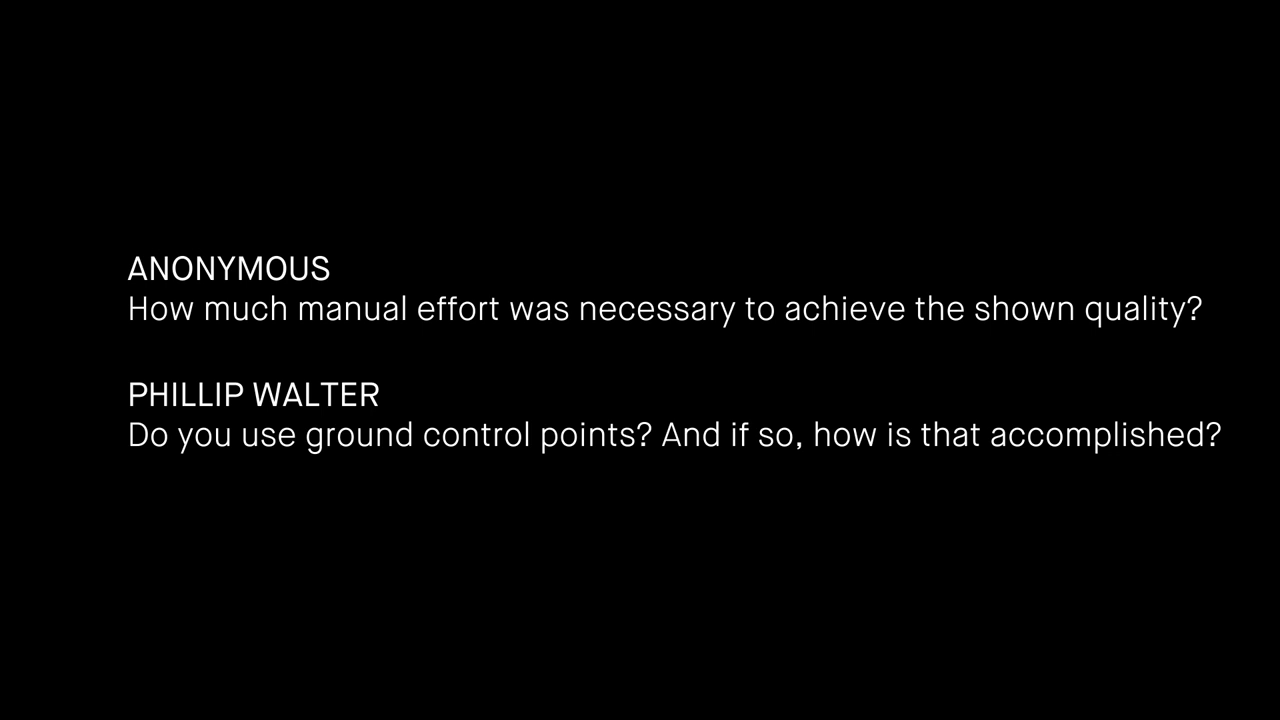 ANONYMOUS
How much manual effort was necessary to achieve the shown quality?
PHILLIP WALTER
Do you use ground control points? And if so, how is that accomplished?